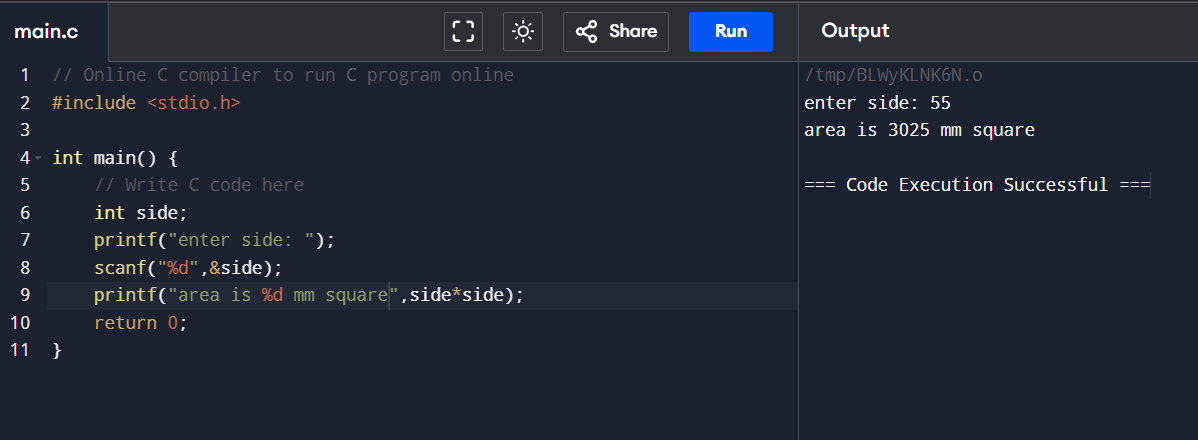 main.c
Share
Run
Output
1 // Online C compiler to run C program online
2 #include <stdio.h>
3
4 int main() {
5     // Write C code here
6     int side;
7     printf("enter side: ");
8     scanf("%d",&side);
9     printf("area is %d mm square",side*side);
10     return 0;
11 }
/tmp/BLWyKLNK6N.o
enter side: 55
area is 3025 mm square
=== Code Execution Successful ===